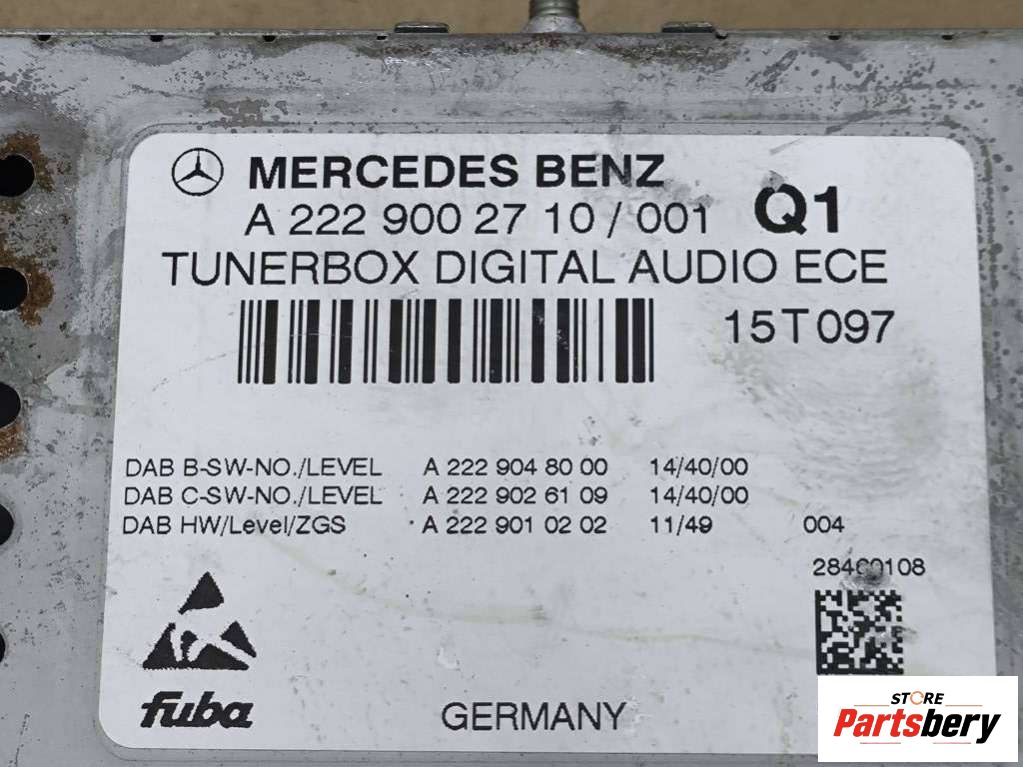 MERCEDES BENZ
A 222 900 2710/001 Q1
TUNERBOX DIGITAL AUDIO ECE
15T097
DAB B-SW-NO./LEVEL A 222 904 80 00 14/40/00
DAB C-SW-NO./LEVEL A 222 902 61 09 14/40/00
DAB HW/Level/ZGS A 222 901 02 02 11/49 004
fuba
GERMANY
STORE
Partsbery